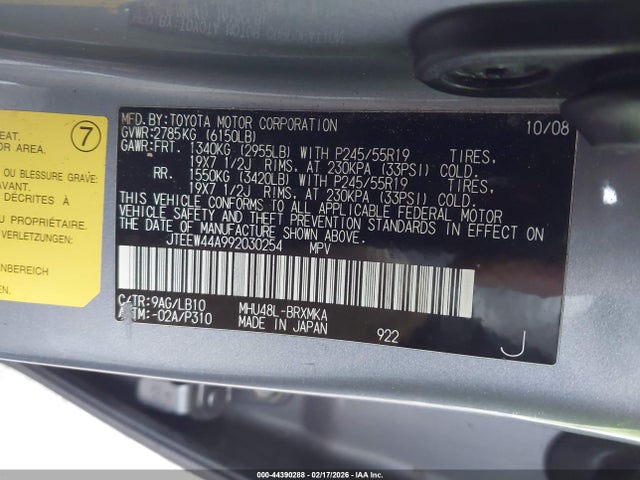 7
EAT.
OR AREA.
OU BLESSURE GRAVE:
AVANT.
DÉCRITES À
U PROPRIÉTAIRE.
VERLETZUNGEN.
MFD.BY:TOYOTA MOTOR CORPORATION 10/08
GVWR:2785KG (6150LB)
GAWR:FRT. 1340KG (2955LB) WITH P245/55R19 TIRES,
19X7 1/2J RIMS, AT 230KPA (33PSI) COLD.
RR. 1550KG (3420LB) WITH P245/55R19 TIRES,
19X7 1/2J RIMS, AT 230KPA (33PSI) COLD.
THIS VEHICLE CONFORMS TO ALL APPLICABLE FEDERAL MOTOR
VEHICLE SAFETY AND THEFT PREVENTION STANDARDS IN EFFECT ON
THE DATE OF MANUFACTURE SHOWN ABOVE.
JTEEW44A992030254 MPV
C/TR:9AG/LB10 MHU48L-BRXMKA
A/TM:-02A/P310 MADE IN JAPAN 922 J
000-44390288 - 02/17/2026 - IAAI, Inc.